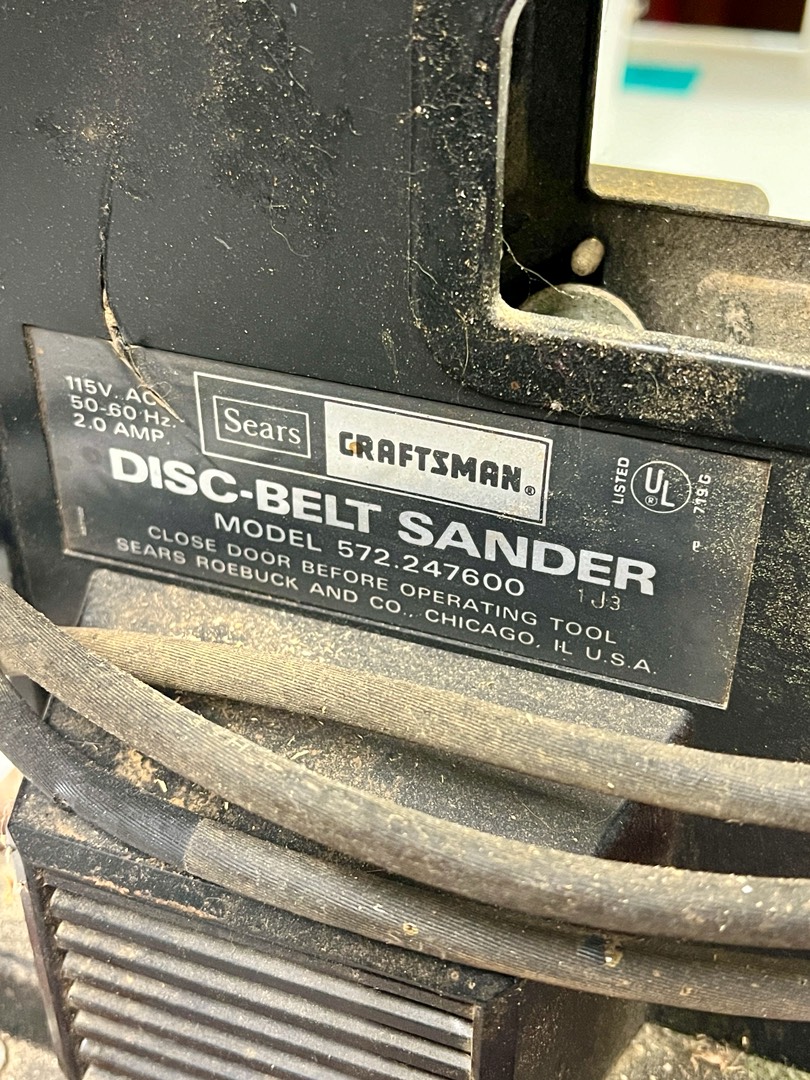 115V. AC
50-60 Hz.
2.0 AMP.
Sears
CRAFTSMAN®
LISTED
UL
®
719G
DISC-BELT SANDER
MODEL 572.247600
1J3
P
CLOSE DOOR BEFORE OPERATING TOOL
SEARS ROEBUCK AND CO., CHICAGO, IL U.S.A.